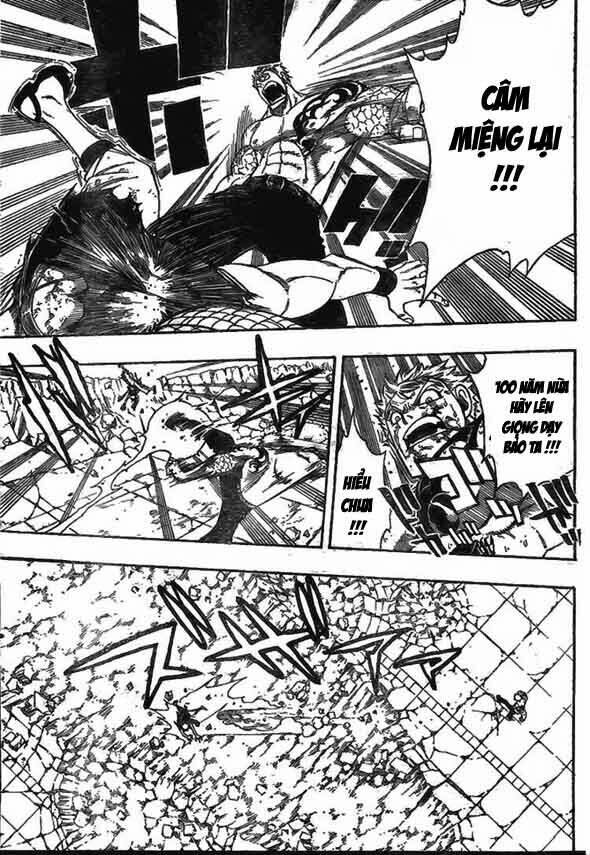 CÂM
MIỆNG LẠI
!!!
100 NĂM NỮA
HÃY LÊN
GIỌNG DẠY
BẢO TA !!!
HIỂU
CHƯA
!!!